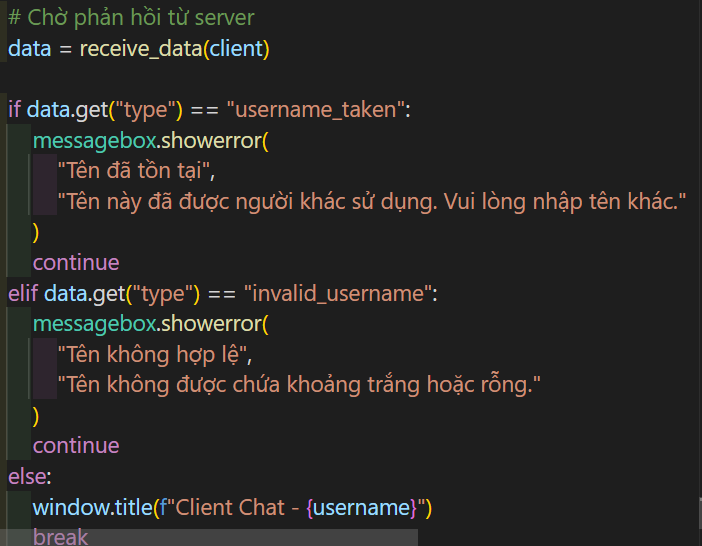 # Chờ phản hồi từ server
data = receive_data(client)
if data.get("type") == "username_taken":
messagebox.showerror(
"Tên đã tồn tại",
"Tên này đã được người khác sử dụng. Vui lòng nhập tên khác."
)
continue
elif data.get("type") == "invalid_username":
messagebox.showerror(
"Tên không hợp lệ",
"Tên không được chứa khoảng trắng hoặc rỗng."
)
continue
else:
window.title(f"Client Chat - {username}")
break